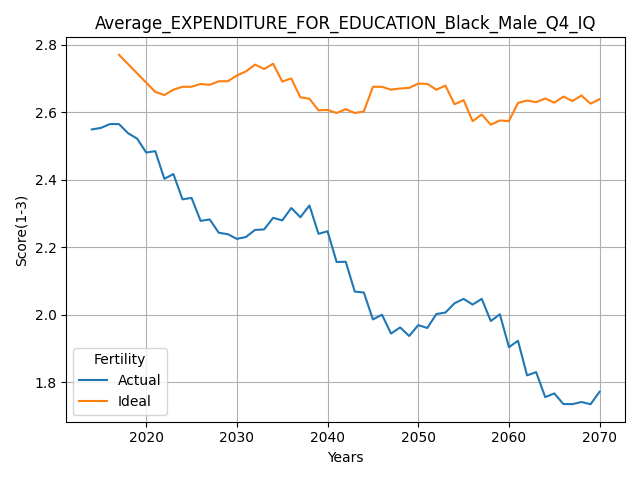 Average_EXPENDITURE_FOR_EDUCATION_Black_Male_Q4_IQ
Score(1-3)
2.8
2.6
2.4
2.2
2.0
1.8
Fertility
Actual
Ideal
2020 2030 2040 2050 2060 2070
Years